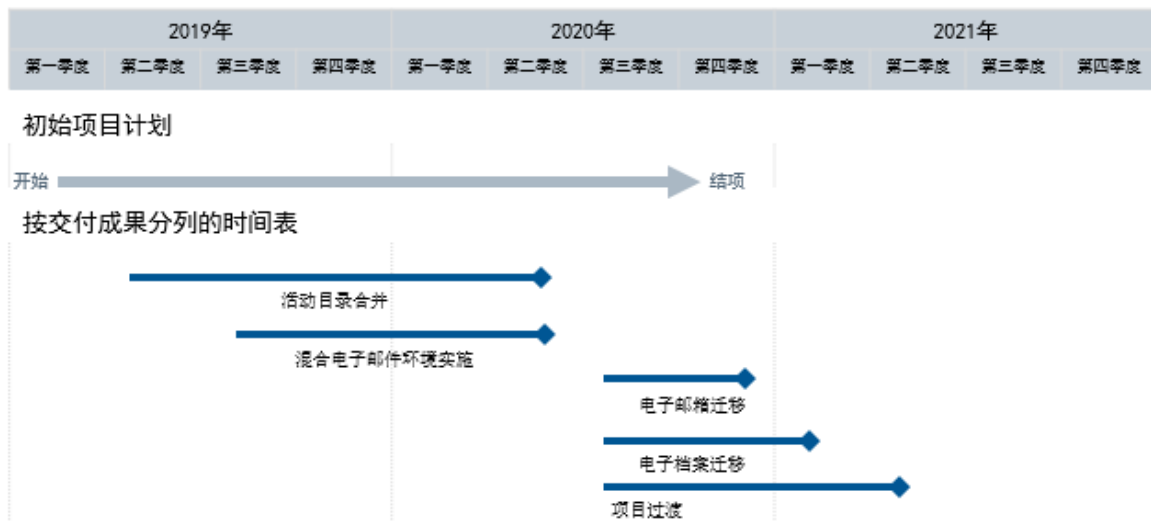 2019年 2020年 2021年
第一季度 第二季度 第三季度 第四季度 第一季度 第二季度 第三季度 第四季度 第一季度 第二季度 第三季度 第四季度
初始项目计划
开始 结项
按交付成果分列的时间表
活动目录合并
混合电子邮件环境实施
电子邮箱迁移
电子档案迁移
项目过渡